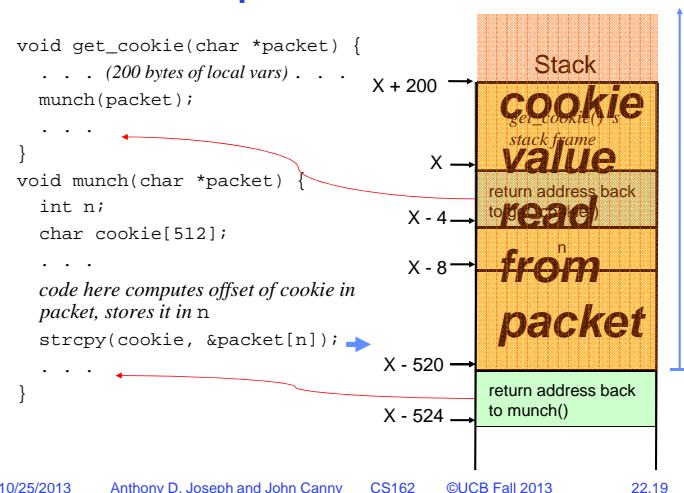 void get_cookie(char *packet) {
. . . (200 bytes of local vars) . . .
munch(packet);
. . .
}
void munch(char *packet) {
int n;
char cookie[512];
. . .
code here computes offset of cookie in
packet, stores it in n
strcpy(cookie, &packet[n]);
. . .
}
Stack
X + 200
get_cookie()'s
stack frame
X
return address back
to get_cookie()
X - 4
n
X - 8
X - 520
return address back
to munch()
X - 524
cookie
value
read
from
packet
10/25/2013 Anthony D. Joseph and John Canny CS162 ©UCB Fall 2013 22.19